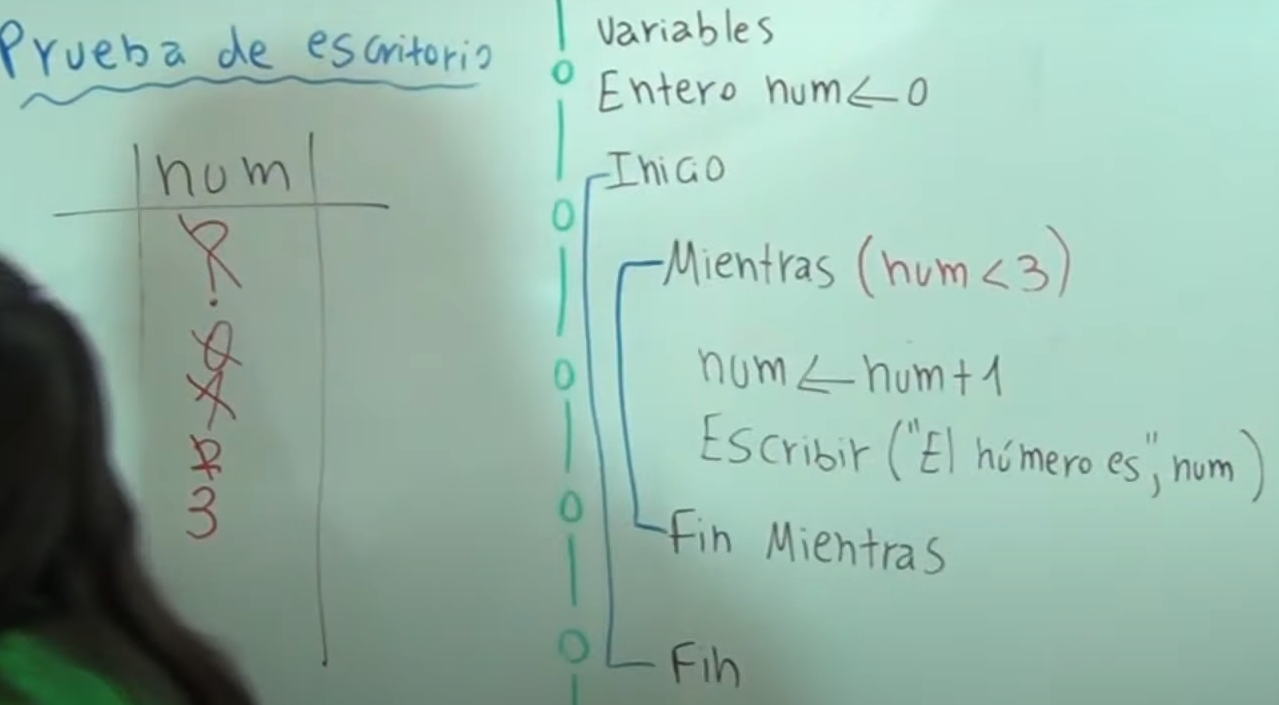 Prueba de escritorio
num
?
0
1
2
3
Variables
Entero num ← 0
Inicio
Mientras (num < 3)
num ← num + 1
Escribir ("El número es", num)
Fin Mientras
Fin